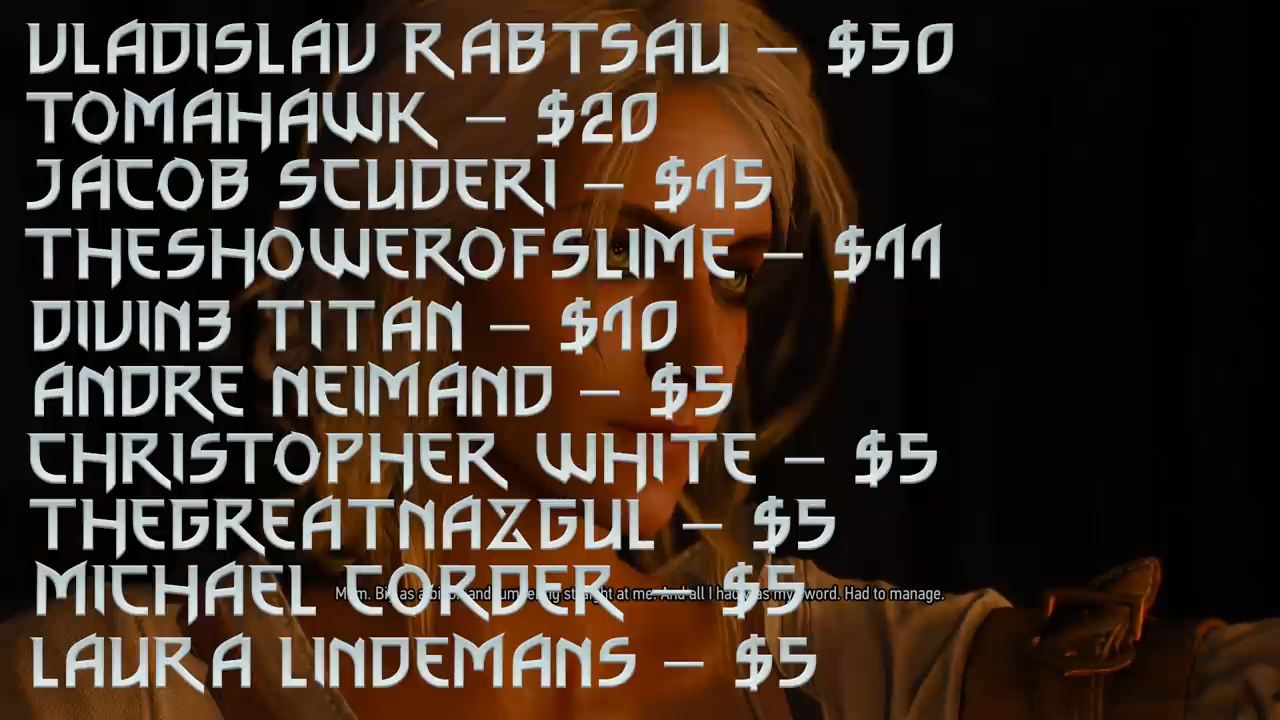 VLADISLAV RABTSAU – $50
TOMAHAWK – $20
JACOB SCUDERI – $15
THESHOWEROFSLIME – $11
DIVIN3 TITAN – $10
ANDRE NEIMAND – $5
CHRISTOPHER WHITE – $5
THEGREATNAZGUL – $5
MICHAEL CORDER – $5
at me. And all I had was my sword. Had to manage.
LAURA LINDEMANS – $5